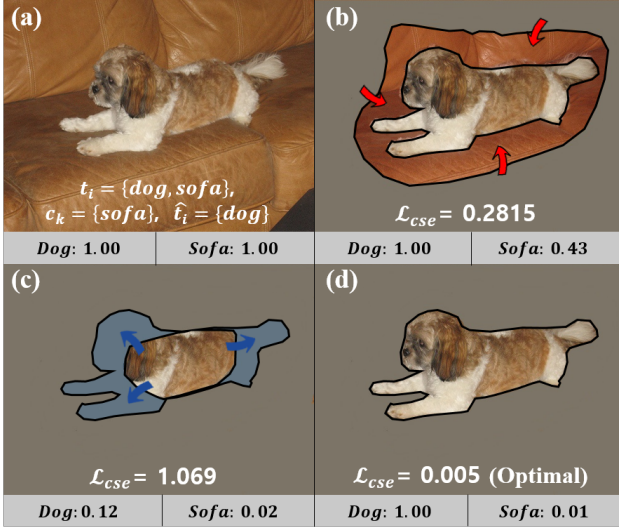 (a)
t_i = {dog, sofa},
c_k = {sofa}, t̂_i = {dog}
Dog: 1.00 Sofa: 1.00
(b)
ℒ_cse = 0.2815
Dog: 1.00 Sofa: 0.43
(c)
ℒ_cse = 1.069
Dog: 0.12 Sofa: 0.02
(d)
ℒ_cse = 0.005 (Optimal)
Dog: 1.00 Sofa: 0.01